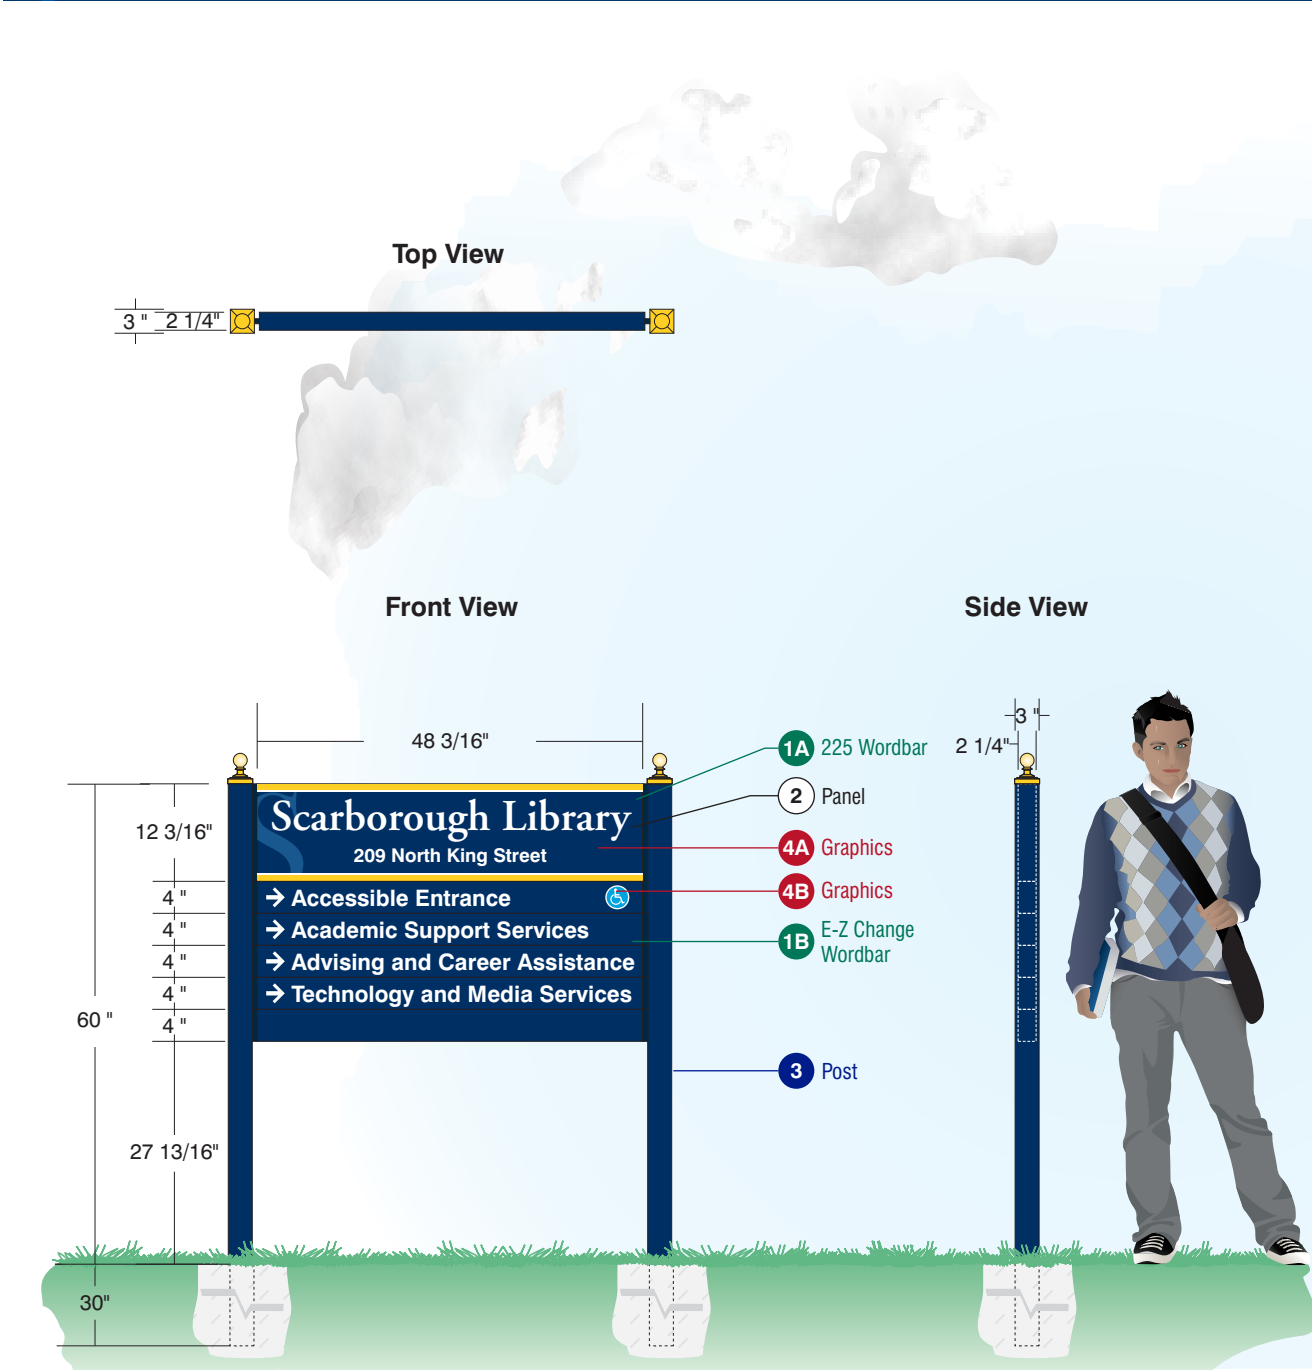 Top View
3 "
2 1/4"
Front View
Side View
48 3/16"
3 "
2 1/4"
1A 225 Wordbar
2 Panel
4A Graphics
4B Graphics
1B E-Z Change
Wordbar
3 Post
S
Scarborough Library
209 North King Street
→ Accessible Entrance
→ Academic Support Services
→ Advising and Career Assistance
→ Technology and Media Services
12 3/16"
4 "
4 "
4 "
4 "
4 "
60 "
27 13/16"
30"